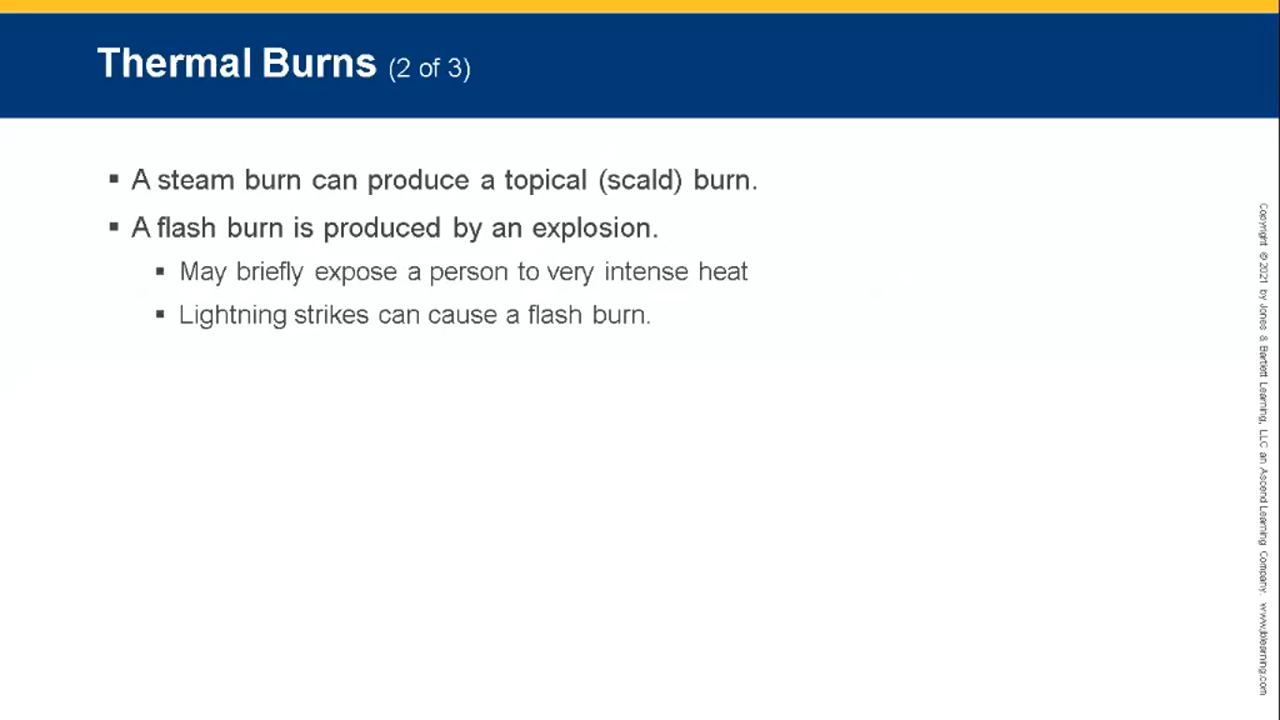 Thermal Burns (2 of 3)
▪ A steam burn can produce a topical (scald) burn.
▪ A flash burn is produced by an explosion.
▪ May briefly expose a person to very intense heat
▪ Lightning strikes can cause a flash burn.
Copyright © 2021 by Jones & Bartlett Learning, LLC an Ascend Learning Company. www.jblearning.com